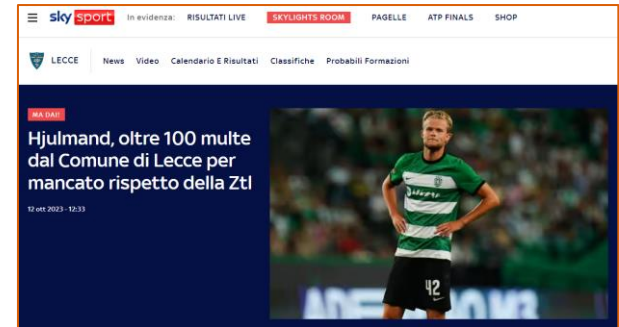 sky sport In evidenza: RISULTATI LIVE SKYLIGHTS ROOM PAGELLE ATP FINALS SHOP
LECCE News Video Calendario E Risultati Classifiche Probabili Formazioni
MA DAI!
Hjulmand, oltre 100 multe
dal Comune di Lecce per
mancato rispetto della Ztl
12 ott 2023 - 12:33
42